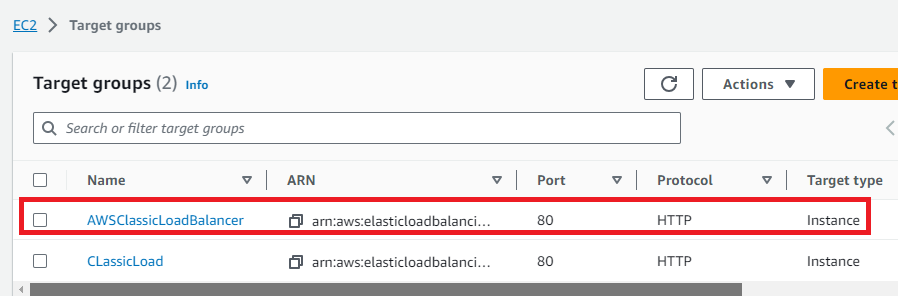 EC2 > Target groups
Target groups (2) Info
Actions
Create t
Search or filter target groups
Name ARN Port Protocol Target type
AWSClassicLoadBalancer arn:aws:elasticloadbalanci... 80 HTTP Instance
CLassicLoad arn:aws:elasticloadbalanci... 80 HTTP Instance